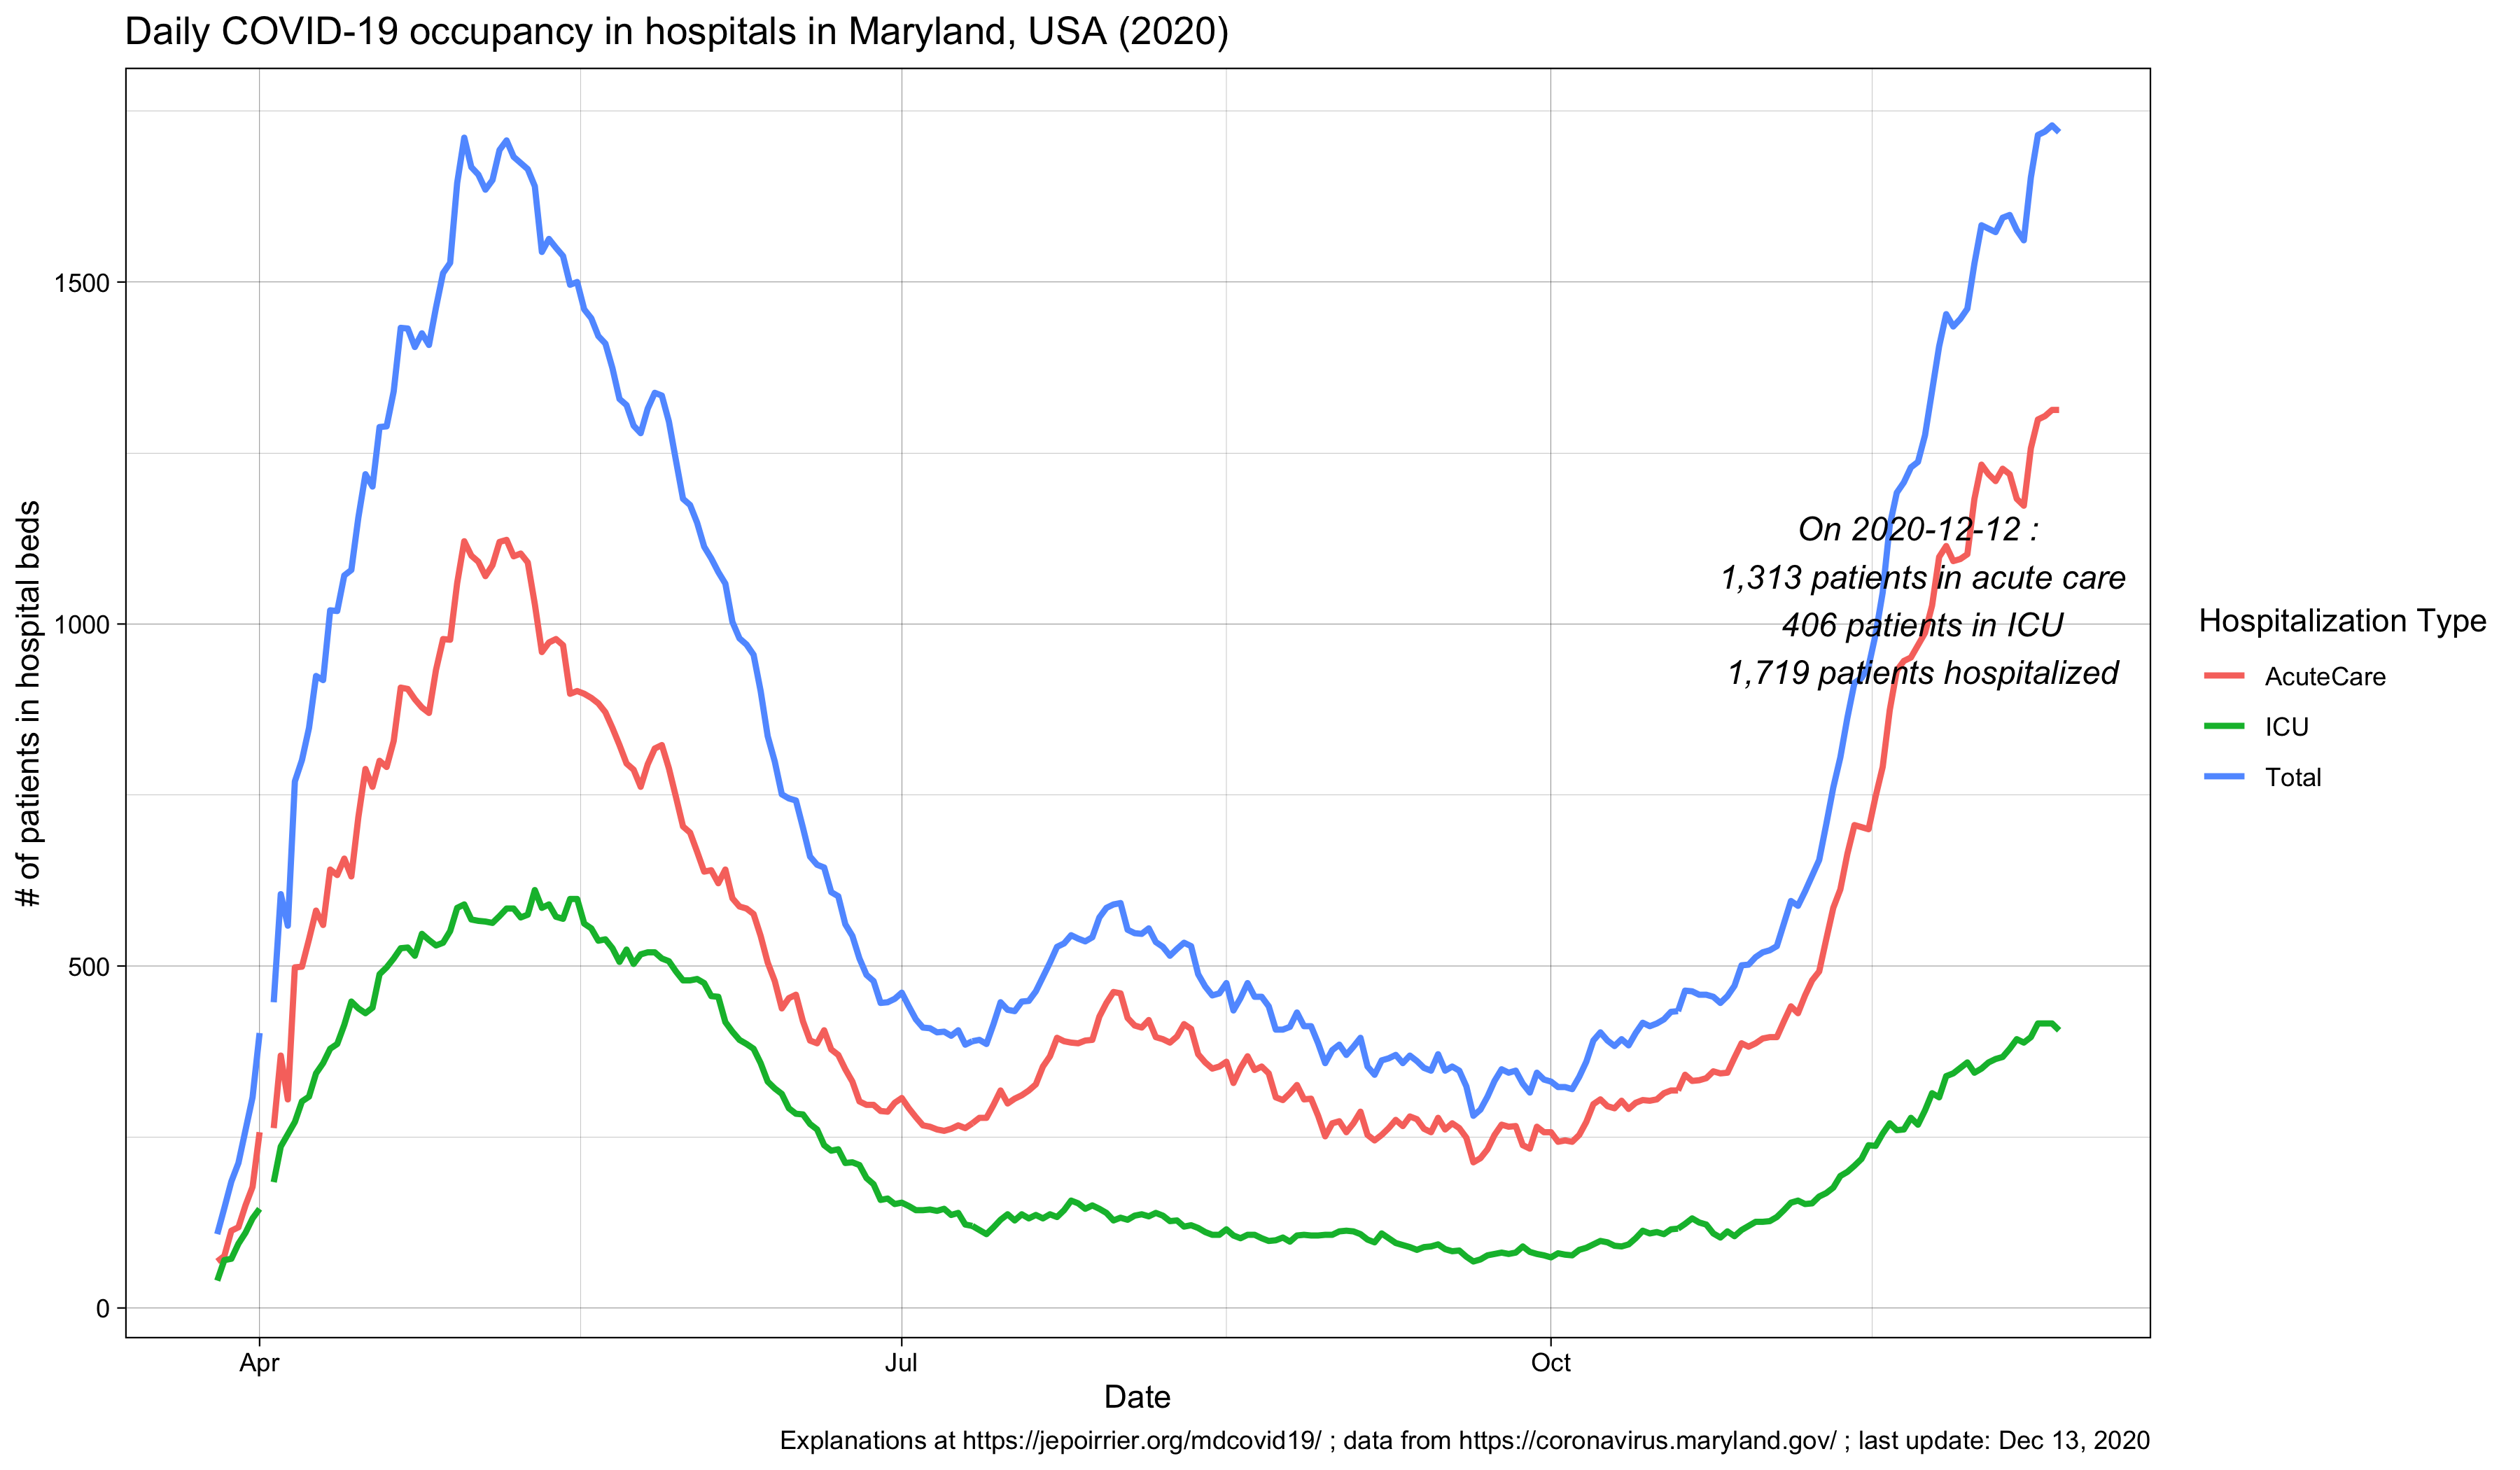 Daily COVID-19 occupancy in hospitals in Maryland, USA (2020)
# of patients in hospital beds
1500
1000
500
0
On 2020-12-12 :
1,313 patients in acute care
406 patients in ICU
1,719 patients hospitalized
Hospitalization Type
AcuteCare
ICU
Total
Apr
Jul
Oct
Date
Explanations at https://jepoirrier.org/mdcovid19/ ; data from https://coronavirus.maryland.gov/ ; last update: Dec 13, 2020